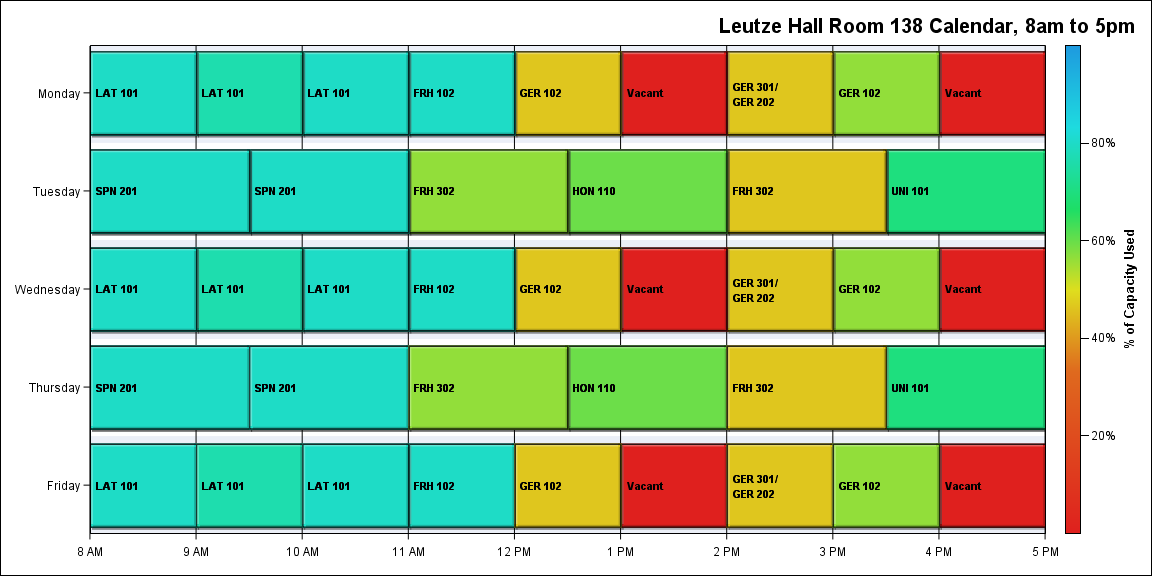 Leutze Hall Room 138 Calendar, 8am to 5pm
Monday
LAT 101
LAT 101
LAT 101
FRH 102
GER 102
Vacant
GER 301/
GER 202
GER 102
Vacant
Tuesday
SPN 201
SPN 201
FRH 302
HON 110
FRH 302
UNI 101
Wednesday
LAT 101
LAT 101
LAT 101
FRH 102
GER 102
Vacant
GER 301/
GER 202
GER 102
Vacant
Thursday
SPN 201
SPN 201
FRH 302
HON 110
FRH 302
UNI 101
Friday
LAT 101
LAT 101
LAT 101
FRH 102
GER 102
Vacant
GER 301/
GER 202
GER 102
Vacant
8 AM
9 AM
10 AM
11 AM
12 PM
1 PM
2 PM
3 PM
4 PM
5 PM
80%
60%
40%
20%
% of Capacity Used